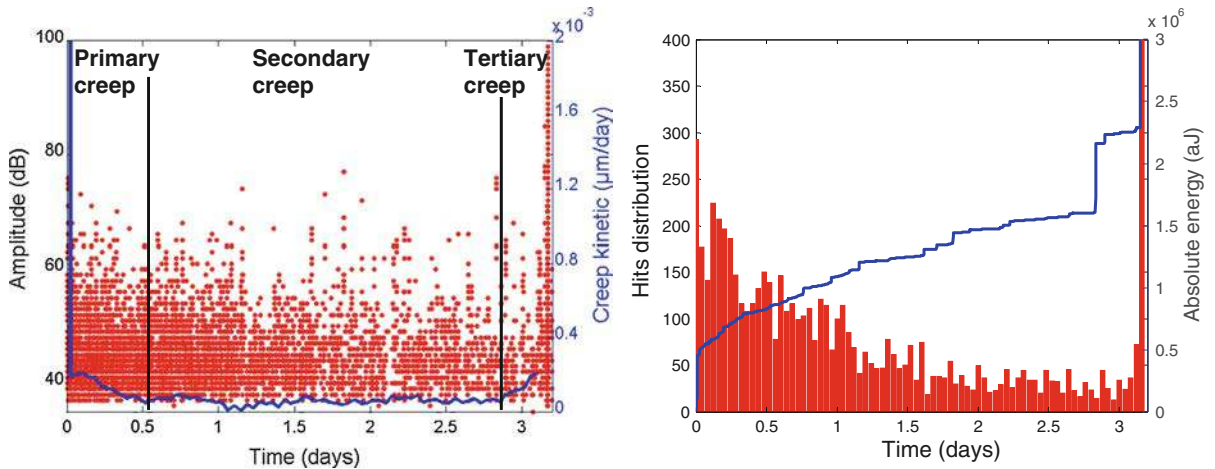 x10-3
100
80
60
40
Amplitude (dB)
Primary creep
Secondary creep
Tertiary creep
2
1.6
1.2
0.8
0.4
0
Creep kinetic (µm/day)
0 0.5 1 1.5 2 2.5 3
Time (days)
x 106
400
350
300
250
200
150
100
50
0
Hits distribution
3
2.5
2
1.5
1
0.5
0
Absolute energy (aJ)
0 0.5 1 1.5 2 2.5 3
Time (days)